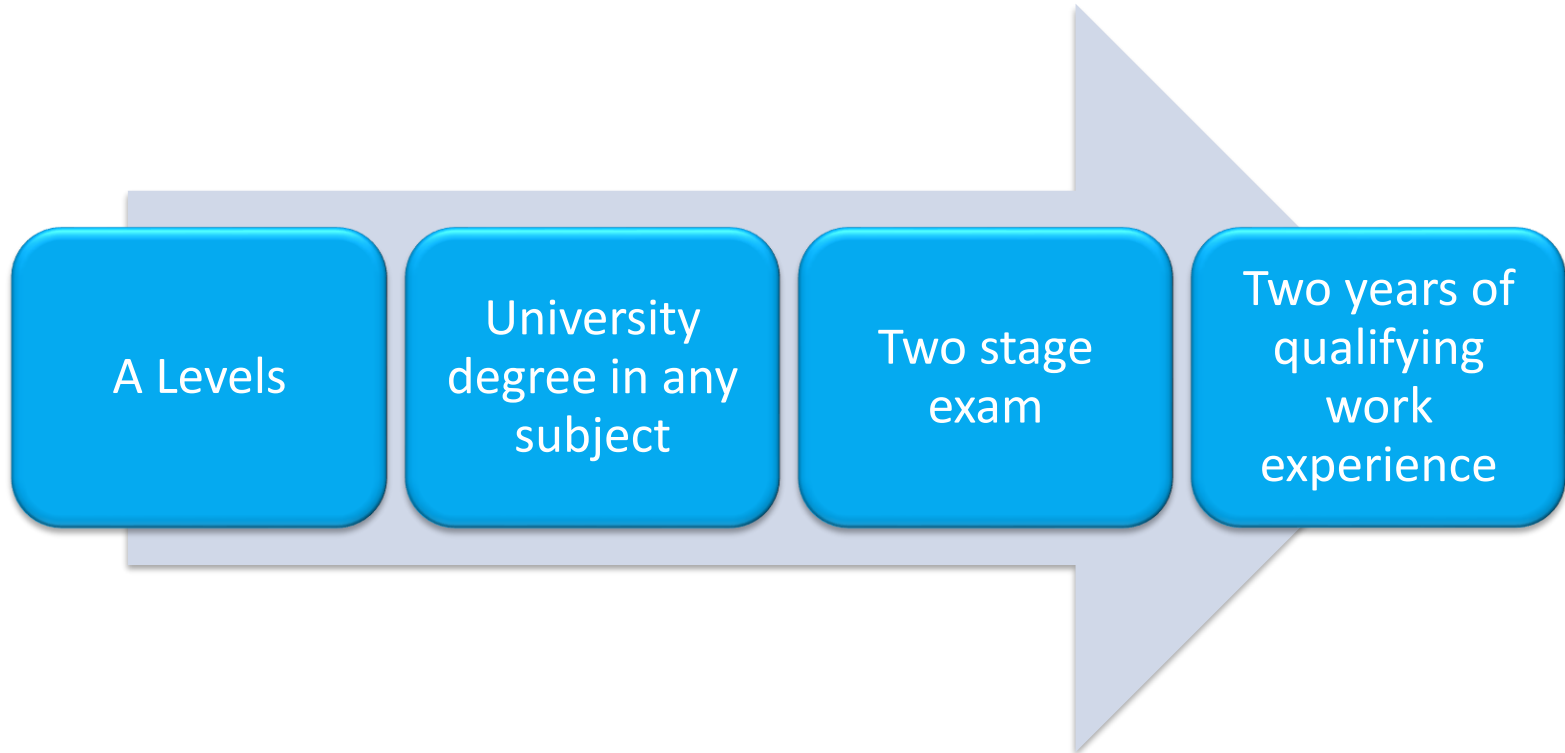 A Levels
University
degree in any
subject
Two stage
exam
Two years of
qualifying
work
experience